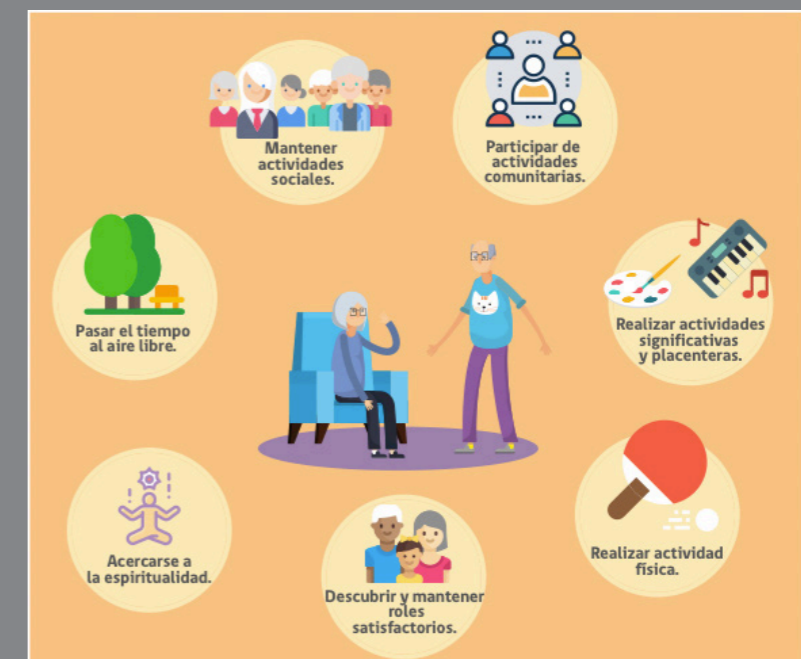 Mantener
actividades
sociales.
Participar de
actividades
comunitarias.
Pasar el tiempo
al aire libre.
Realizar actividades
significativas
y placenteras.
Acercarse a
la espiritualidad.
Descubrir y mantener
roles
satisfactorios.
Realizar actividad
física.